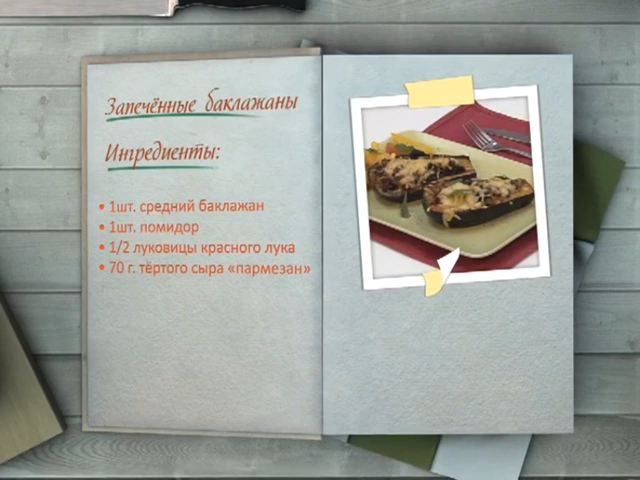 Запечённые баклажаны
Ингредиенты:
• 1шт. средний баклажан
• 1шт. помидор
• 1/2 луковицы красного лука
• 70 г. тёртого сыра «пармезан»